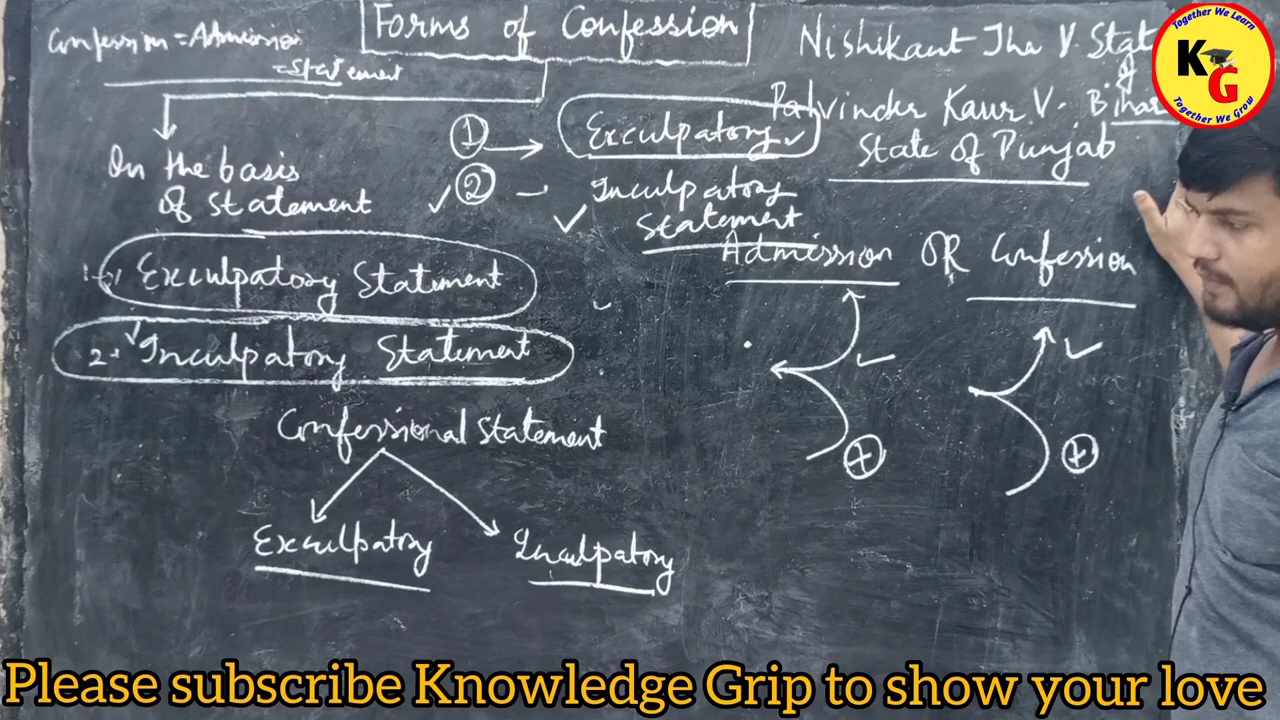 Forms of Confession
Confession = Admission
= Statement
On the basis
of statement
1. Exculpatory Statement
2. Inculpatory Statement
Confessional Statement
Exculpatory
Inculpatory
1 Exculpatory
2 - Inculpatory
Statement
Nishikant Jha V. State
of
Bihar
Palvinder Kaur V.
State of Punjab
Admission OR Confession
+
+
Together We Learn
KG
Together We Grow
Please subscribe Knowledge Grip to show your love